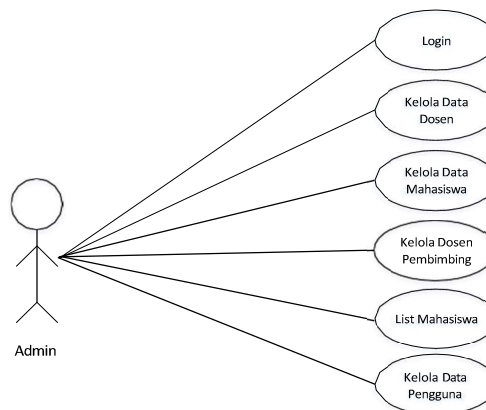 Login
Kelola Data
Dosen
Kelola Data
Mahasiswa
Kelola Dosen
Pembimbing
List Mahasiswa
Kelola Data
Pengguna
Admin